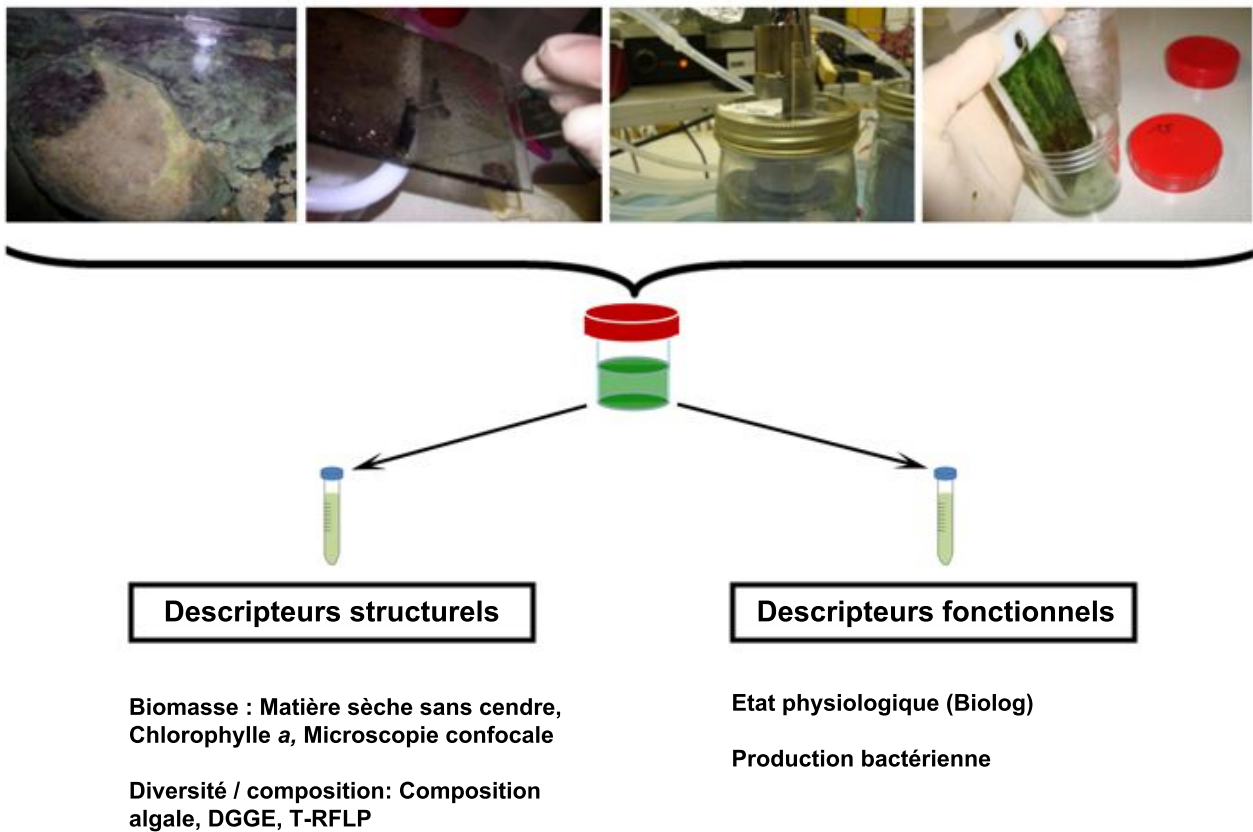 Descripteurs structurels
Biomasse : Matière sèche sans cendre,
Chlorophylle a, Microscopie confocale
Diversité / composition: Composition
algale, DGGE, T-RFLP
Descripteurs fonctionnels
Etat physiologique (Biolog)
Production bactérienne